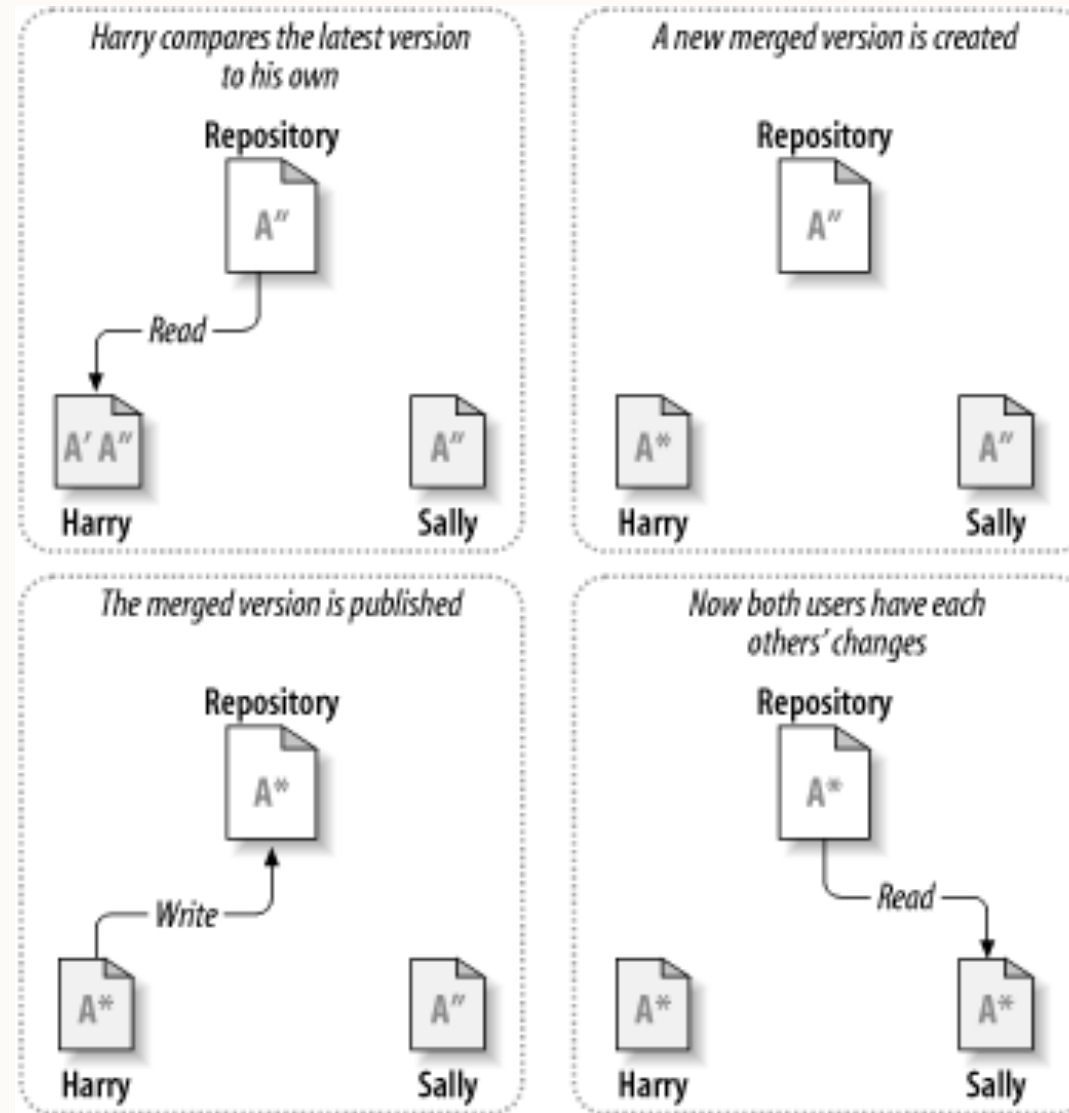 Harry compares the latest version
to his own
Repository
A″
Read
A′ A″
A″
Harry
Sally
A new merged version is created
Repository
A″
A*
A″
Harry
Sally
The merged version is published
Repository
A*
Write
A*
A″
Harry
Sally
Now both users have each
others’ changes
Repository
A*
Read
A*
A*
Harry
Sally